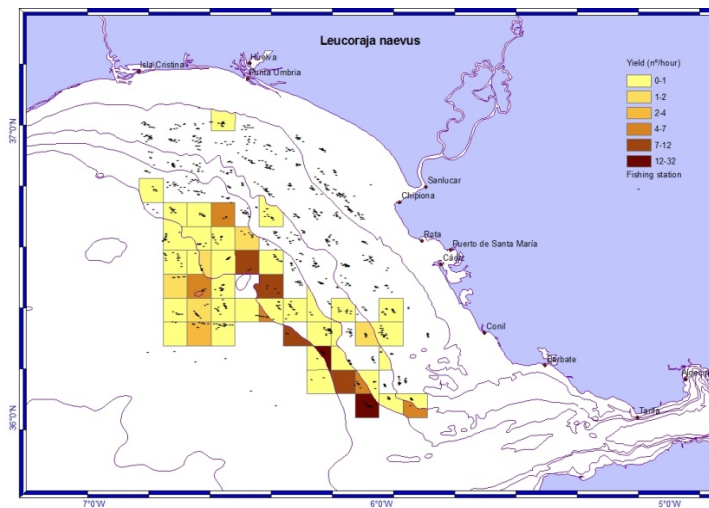 Leucoraja naevus
Huelva
Isla Cristina
Punta Umbria
Yield (nº/hour)
0-1
1-2
2-4
4-7
7-12
12-32
Fishing station
37°0'N
Sanlucar
Chipiona
Rota
Puerto de Santa María
Cádiz
Conil
Barbate
36°0'N
Tarifa
7°0'W
6°0'W
5°0'W